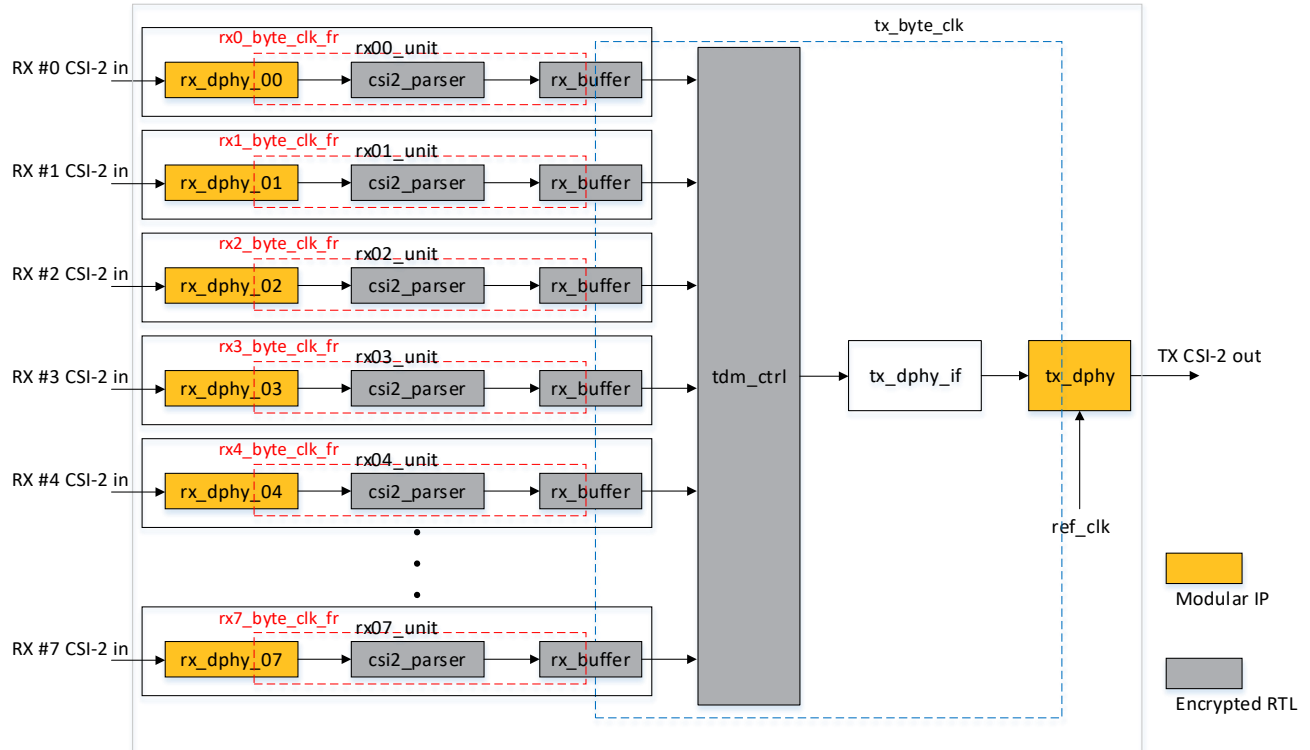 tx_byte_clk
rx0_byte_clk_fr
rx00_unit
RX #0 CSI-2 in
rx_dphy_00
csi2_parser
rx_buffer
rx1_byte_clk_fr
rx01_unit
RX #1 CSI-2 in
rx_dphy_01
csi2_parser
rx_buffer
rx2_byte_clk_fr
rx02_unit
RX #2 CSI-2 in
rx_dphy_02
csi2_parser
rx_buffer
rx3_byte_clk_fr
rx03_unit
RX #3 CSI-2 in
rx_dphy_03
csi2_parser
rx_buffer
tdm_ctrl
tx_dphy_if
tx_dphy
TX CSI-2 out
rx4_byte_clk_fr
rx04_unit
RX #4 CSI-2 in
rx_dphy_04
csi2_parser
rx_buffer
ref_clk
Modular IP
rx7_byte_clk_fr
rx07_unit
RX #7 CSI-2 in
rx_dphy_07
csi2_parser
rx_buffer
Encrypted RTL